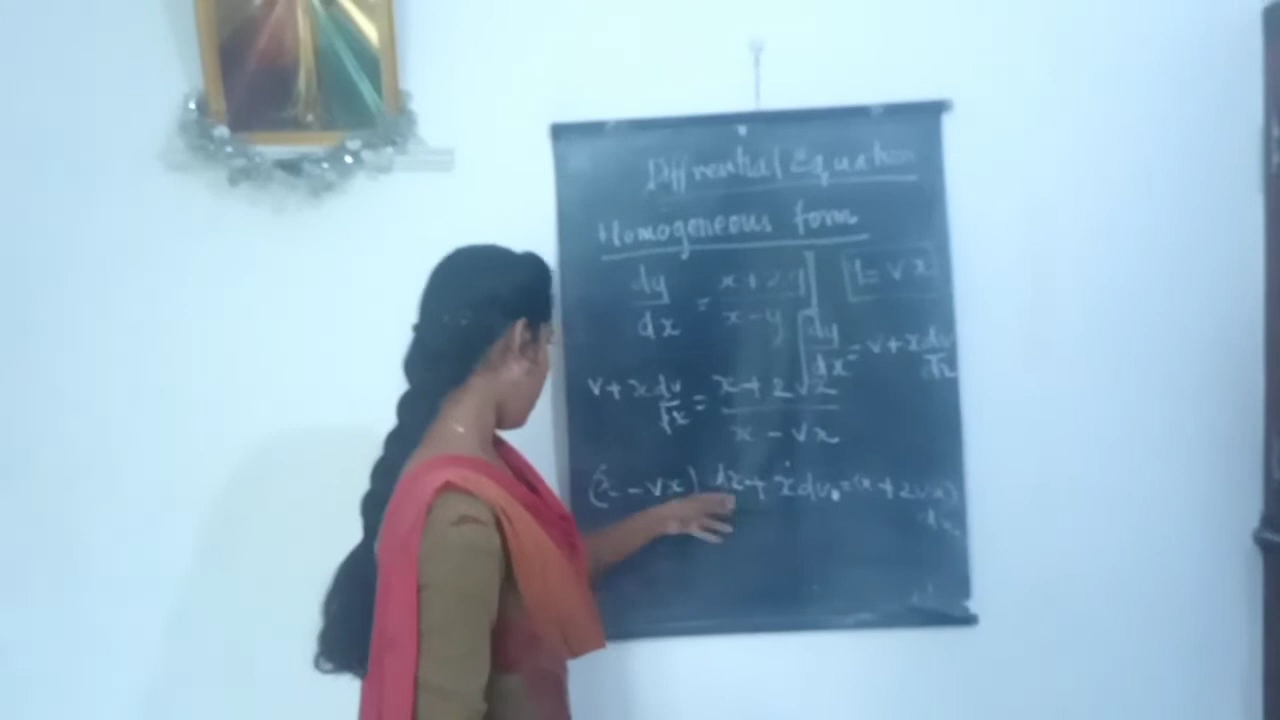 Diffrential Equation
Homogeneous form
dy/dx = x+2y/x-y
y=vx
dy/dx = v+x dv/dx
v+x dv/dx = x+2vx/x-vx
(x-vx) dx+ x dv = (x+2vx) dx